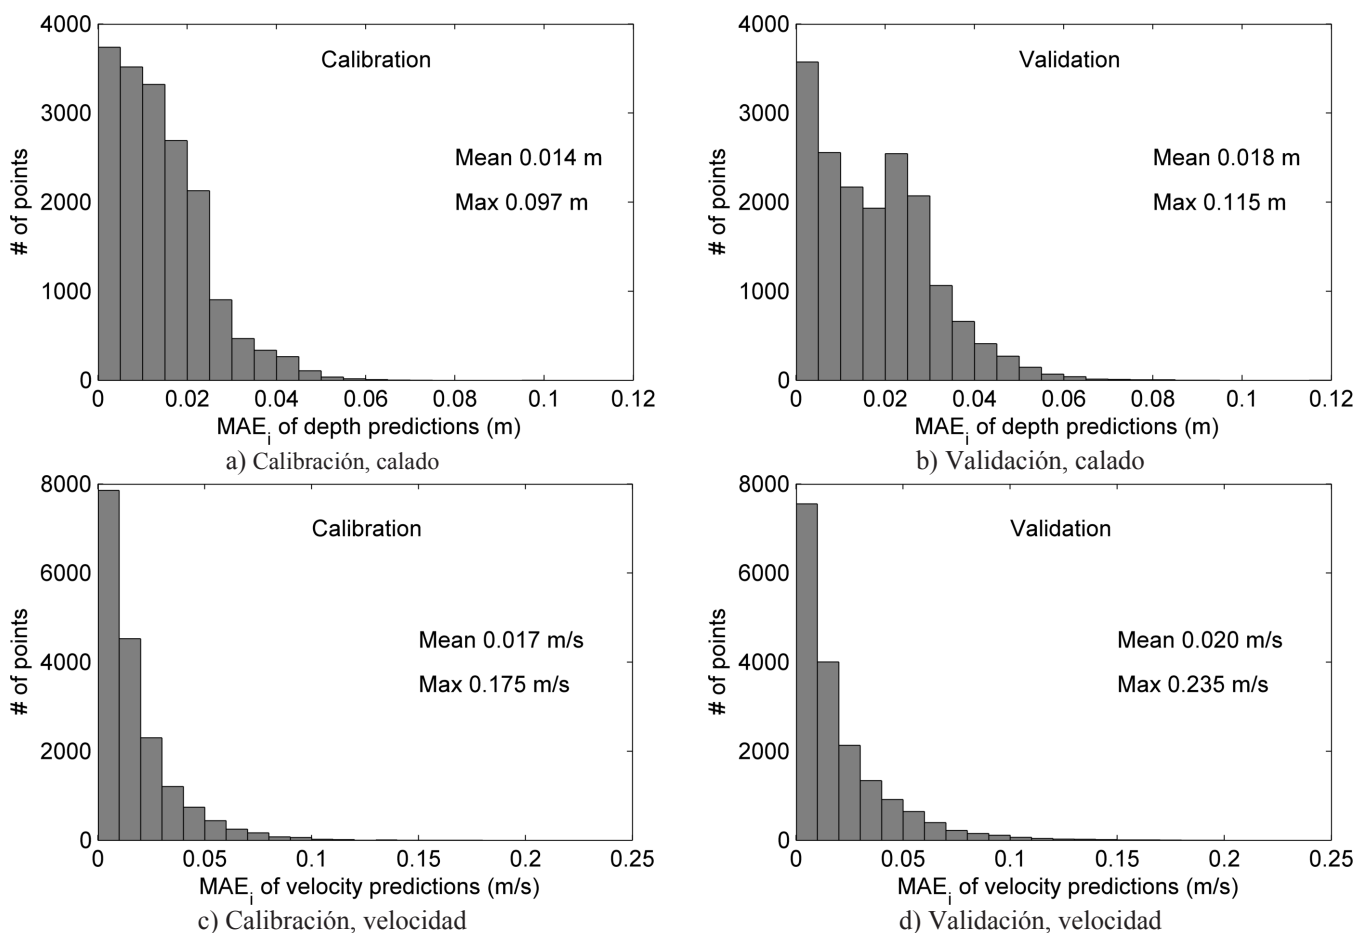 4000
3000
2000
1000
0
# of points
Calibration
Mean 0.014 m
Max 0.097 m
0 0.02 0.04 0.06 0.08 0.1 0.12
MAEi of depth predictions (m)
a) Calibración, calado
4000
3000
2000
1000
0
# of points
Validation
Mean 0.018 m
Max 0.115 m
0 0.02 0.04 0.06 0.08 0.1 0.12
MAEi of depth predictions (m)
b) Validación, calado
8000
6000
4000
2000
0
# of points
Calibration
Mean 0.017 m/s
Max 0.175 m/s
0 0.05 0.1 0.15 0.2 0.25
MAEi of velocity predictions (m/s)
c) Calibración, velocidad
8000
6000
4000
2000
0
# of points
Validation
Mean 0.020 m/s
Max 0.235 m/s
0 0.05 0.1 0.15 0.2 0.25
MAEi of velocity predictions (m/s)
d) Validación, velocidad